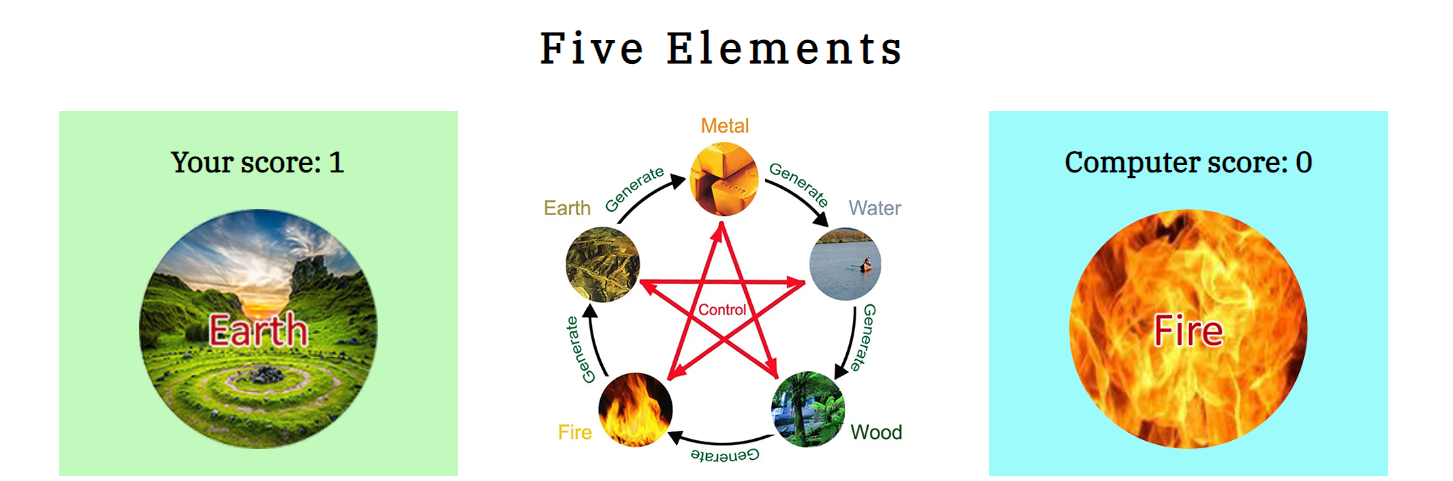 Five Elements
Your score: 1
Earth
Metal
Generate
Generate
Earth
Water
Control
Generate
Generate
Fire
Wood
Generate
Computer score: 0
Fire